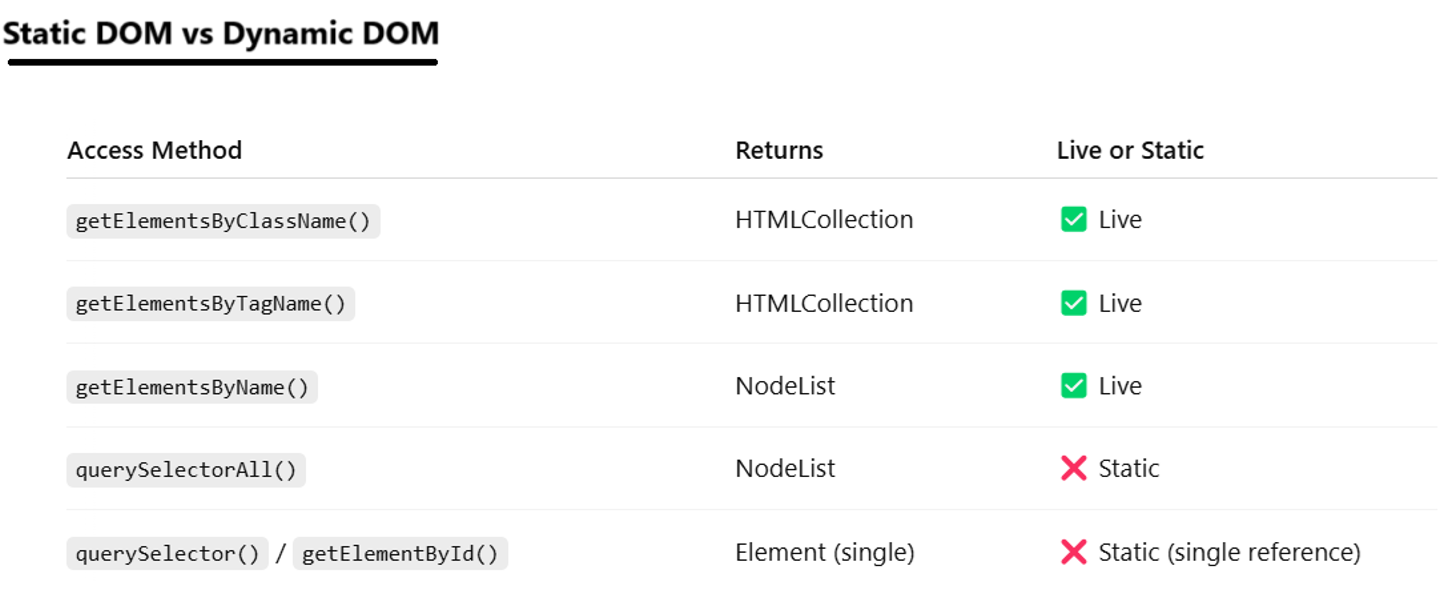 Static DOM vs Dynamic DOM
Access Method Returns Live or Static
getElementsByClassName() HTMLCollection ✅ Live
getElementsByTagName() HTMLCollection ✅ Live
getElementsByName() NodeList ✅ Live
querySelectorAll() NodeList ❌ Static
querySelector() / getElementById() Element (single) ❌ Static (single reference)